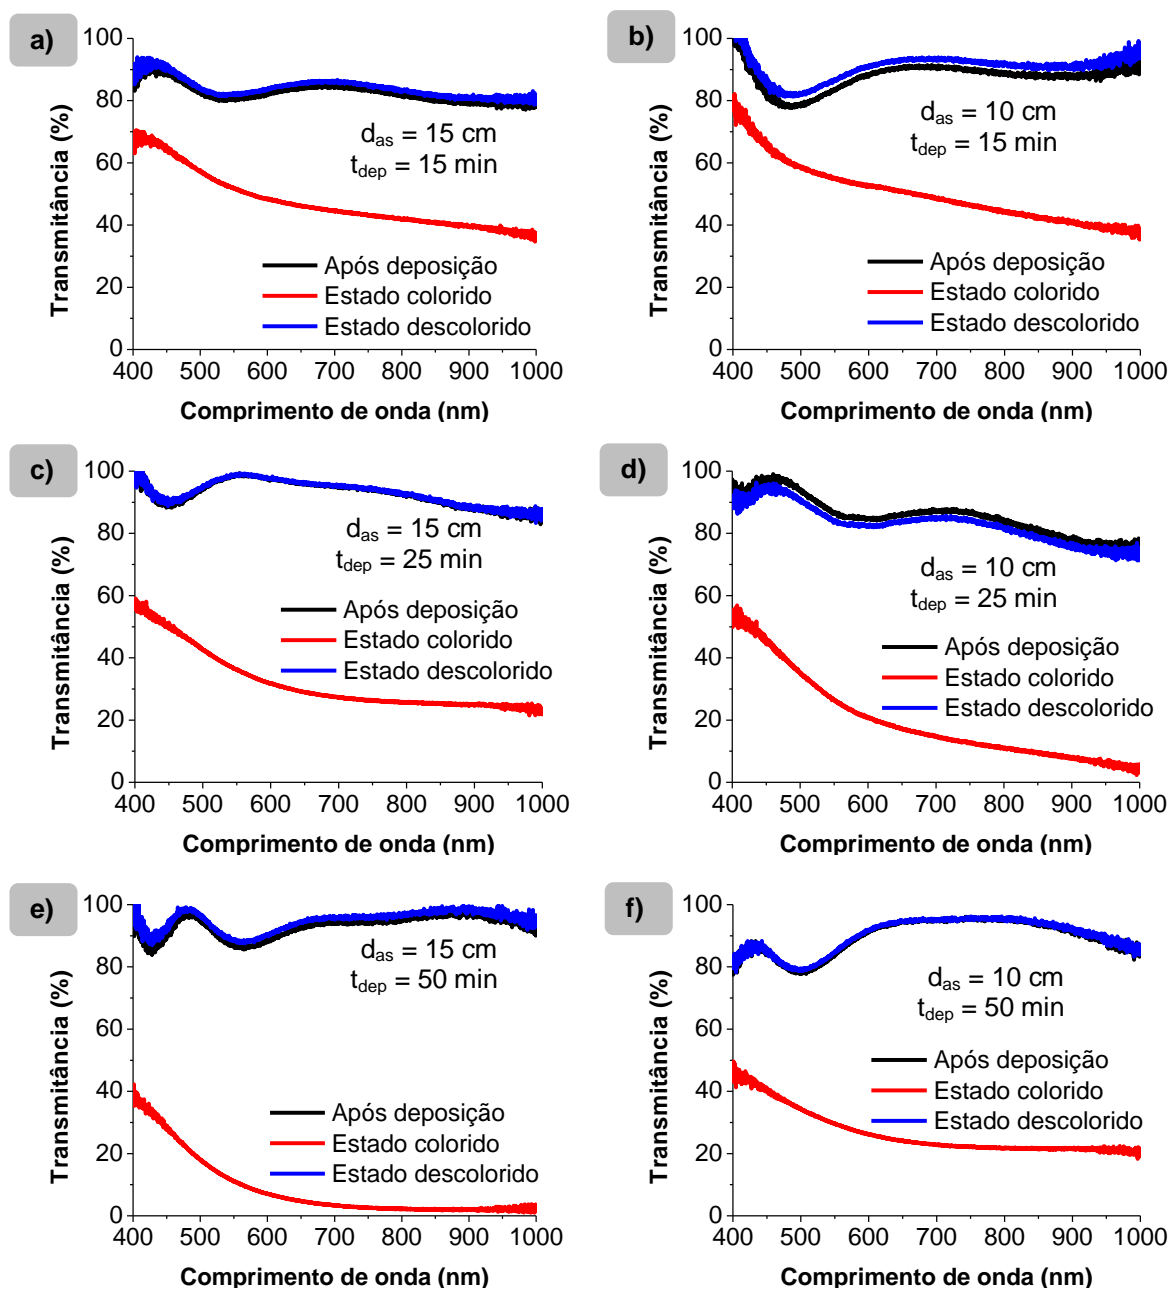 a)
Transmitância (%)
100
80
60
40
20
0
d_as = 15 cm
t_dep = 15 min
Após deposição
Estado colorido
Estado descolorido
400 500 600 700 800 900 1000
Comprimento de onda (nm)
b)
Transmitância (%)
100
80
60
40
20
0
d_as = 10 cm
t_dep = 15 min
Após deposição
Estado colorido
Estado descolorido
400 500 600 700 800 900 1000
Comprimento de onda (nm)
c)
Transmitância (%)
100
80
60
40
20
0
d_as = 15 cm
t_dep = 25 min
Após deposição
Estado colorido
Estado descolorido
400 500 600 700 800 900 1000
Comprimento de onda (nm)
d)
Transmitância (%)
100
80
60
40
20
0
d_as = 10 cm
t_dep = 25 min
Após deposição
Estado colorido
Estado descolorido
400 500 600 700 800 900 1000
Comprimento de onda (nm)
e)
Transmitância (%)
100
80
60
40
20
0
d_as = 15 cm
t_dep = 50 min
Após deposição
Estado colorido
Estado descolorido
400 500 600 700 800 900 1000
Comprimento de onda (nm)
f)
Transmitância (%)
100
80
60
40
20
0
d_as = 10 cm
t_dep = 50 min
Após deposição
Estado colorido
Estado descolorido
400 500 600 700 800 900 1000
Comprimento de onda (nm)